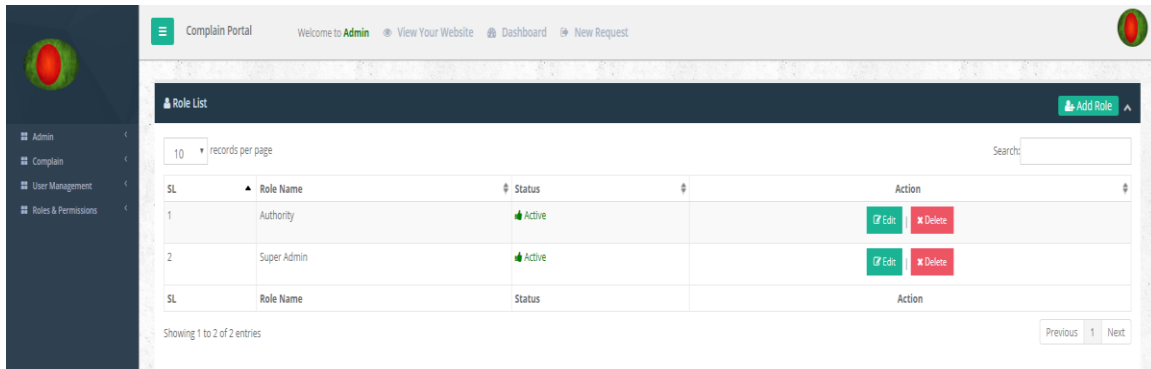 Complain Portal
Welcome to Admin View Your Website Dashboard New Request
Role List
Add Role
Admin
Complain
User Management
Roles & Permissions
10 records per page
Search:
SL Role Name Status Action
1 Authority Active Edit | Delete
2 Super Admin Active Edit | Delete
SL Role Name Status Action
Showing 1 to 2 of 2 entries
Previous 1 Next